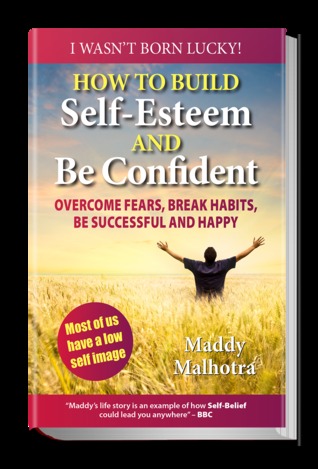 I WASN'T BORN LUCKY!
HOW TO BUILD
Self-Esteem
AND
Be Confident
OVERCOME FEARS, BREAK HABITS,
BE SUCCESSFUL AND HAPPY
Most of us
have a low
self image
Maddy
Malhotra
“Maddy’s life story is an example of how Self-Belief
could lead you anywhere” – BBC